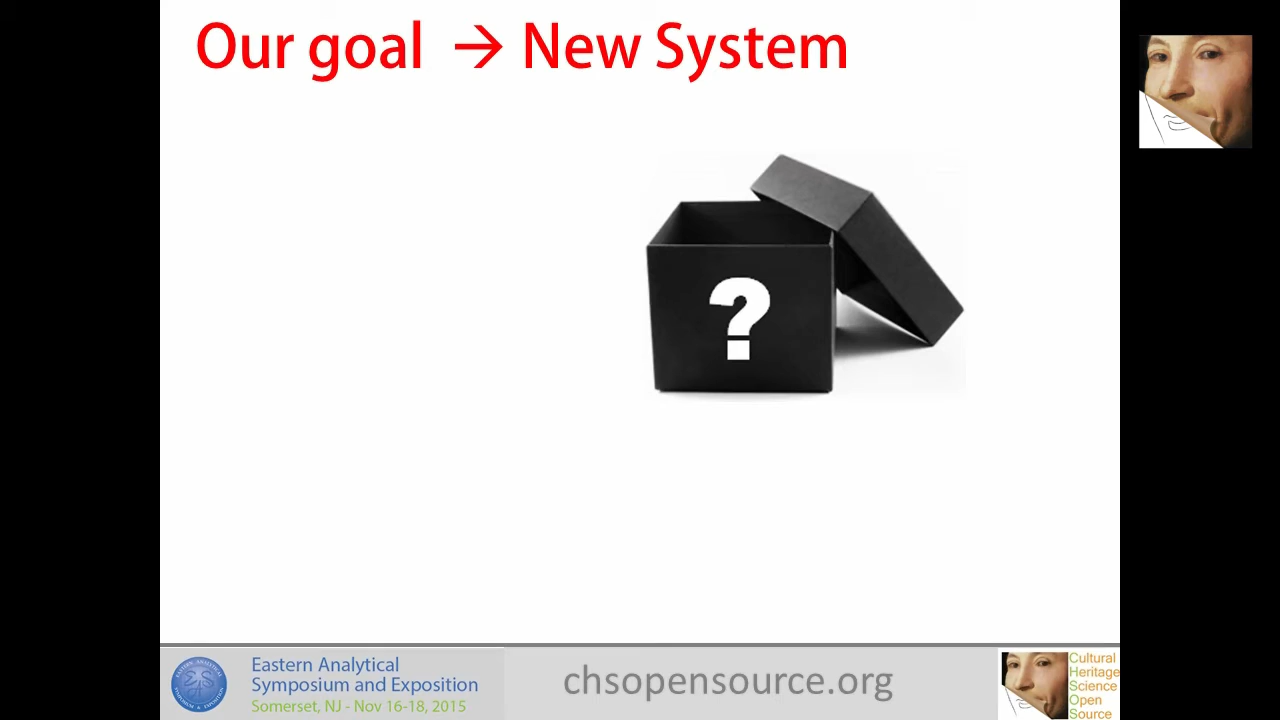 Our goal → New System
?
Eastern Analytical
Symposium and Exposition
Somerset, NJ - Nov 16-18, 2015
chsopensource.org
Cultural
Heritage
Science
Open
Source